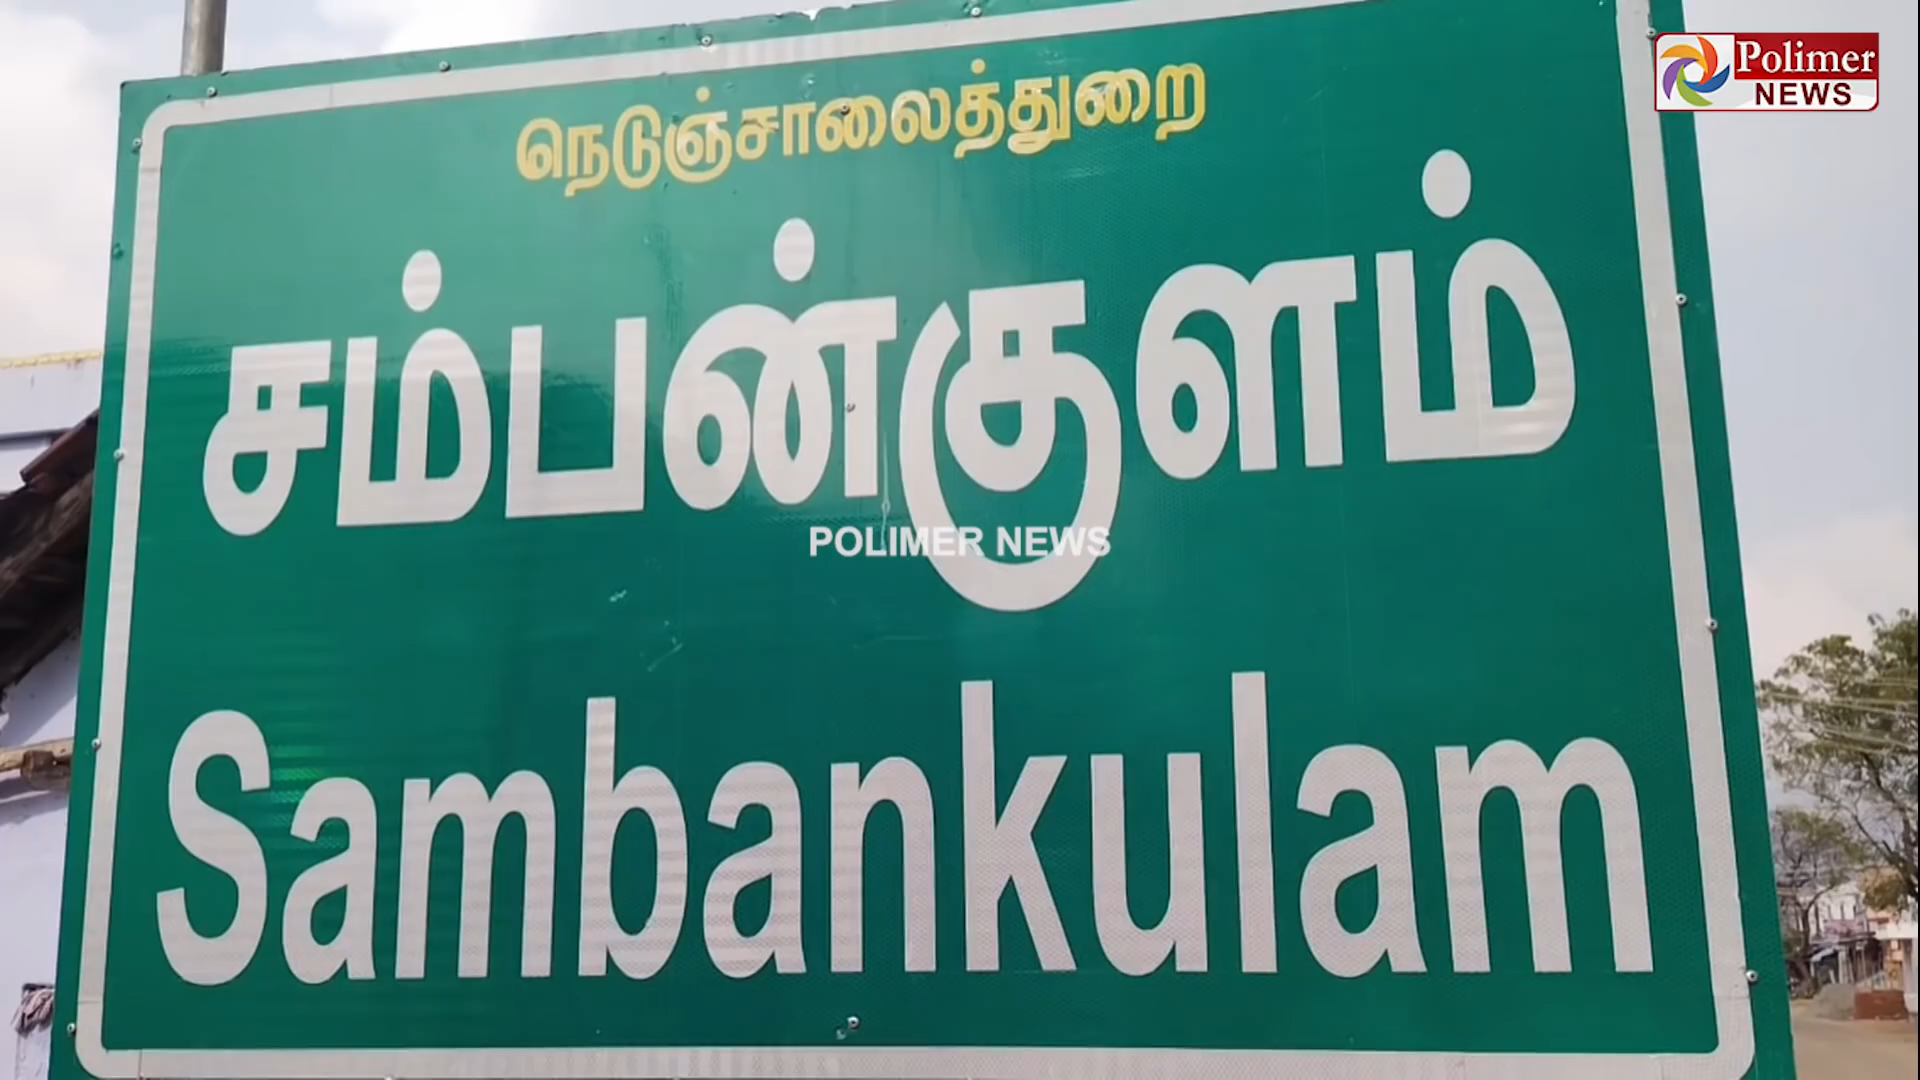 Polimer
NEWS
நெடுஞ்சாலைத்துறை
சம்பன்குளம்
POLIMER NEWS
Sambankulam